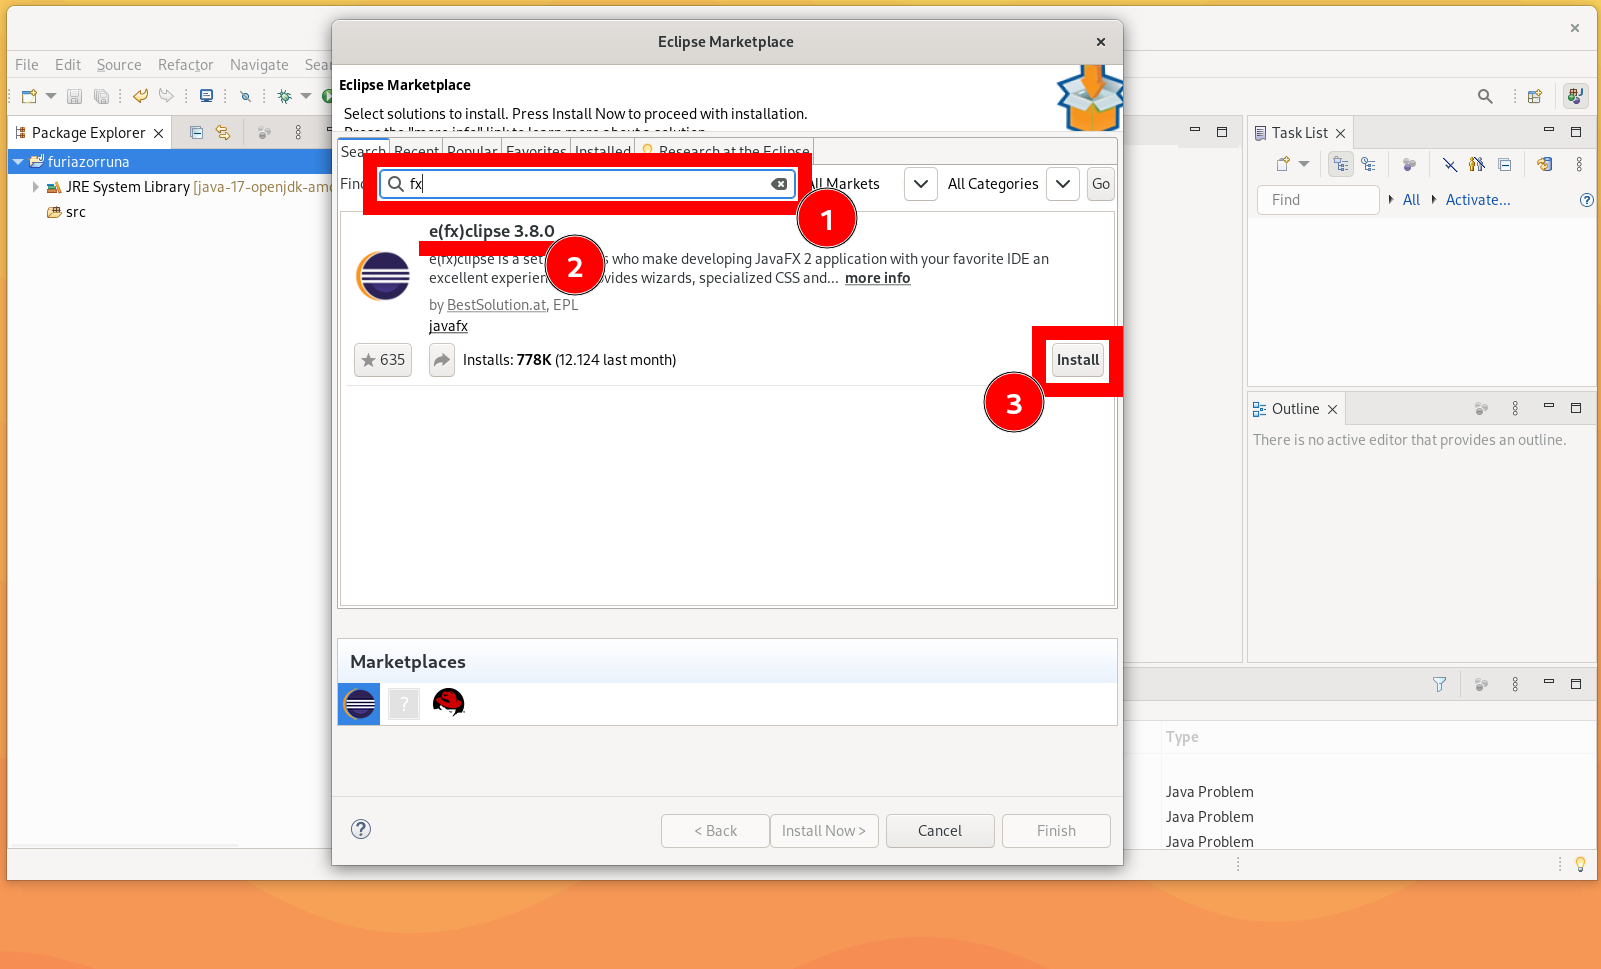 Eclipse Marketplace
File Edit Source Refactor Navigate
Package Explorer
furiazorruna
JRE System Library [java-17-openjdk-amd
src
Eclipse Marketplace
Select solutions to install. Press Install Now to proceed with installation.
Press the "more info" link to learn more about a solution.
Search Recent Popular Favorites Installed Research at the Eclipse
fx
All Markets
All Categories
Go
1
e(fx)clipse 3.8.0
2
e(fx)clipse is a set who make developing JavaFX 2 application with your favorite IDE an
excellent experien vides wizards, specialized CSS and... more info
by BestSolution.at, EPL
javafx
635
Installs: 778K (12.124 last month)
Install
3
Marketplaces
?
< Back
Install Now >
Cancel
Finish
Task List
Find
All
Activate...
Outline
There is no active editor that provides an outline.
Type
Java Problem
Java Problem
Java Problem